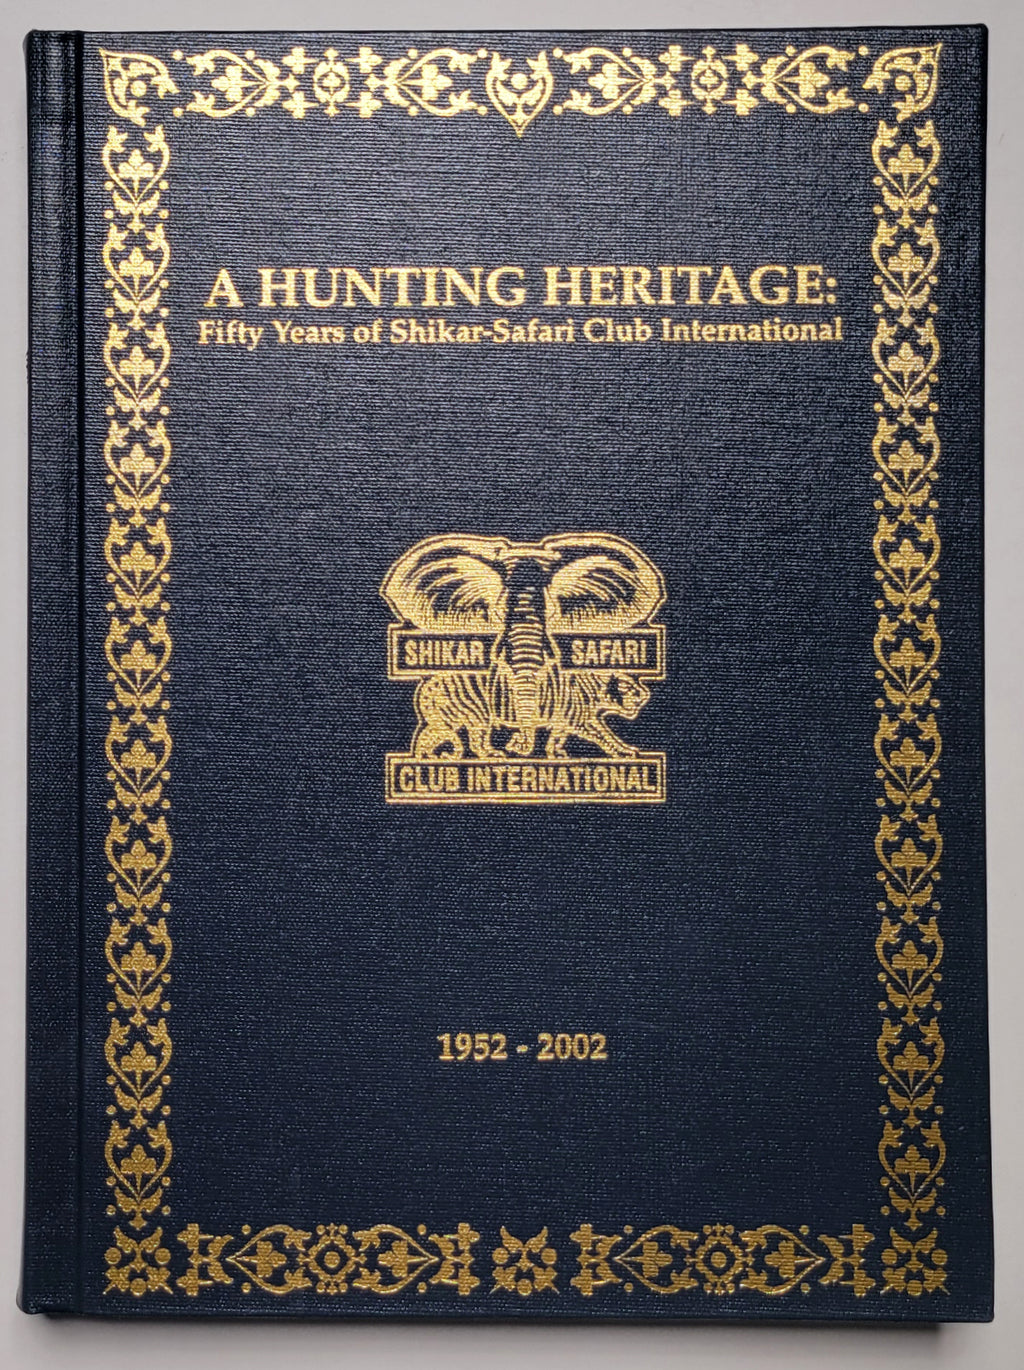 A HUNTING HERITAGE:
Fifty Years of Shikar-Safari Club International
SHIKAR SAFARI
CLUB INTERNATIONAL
1952 - 2002